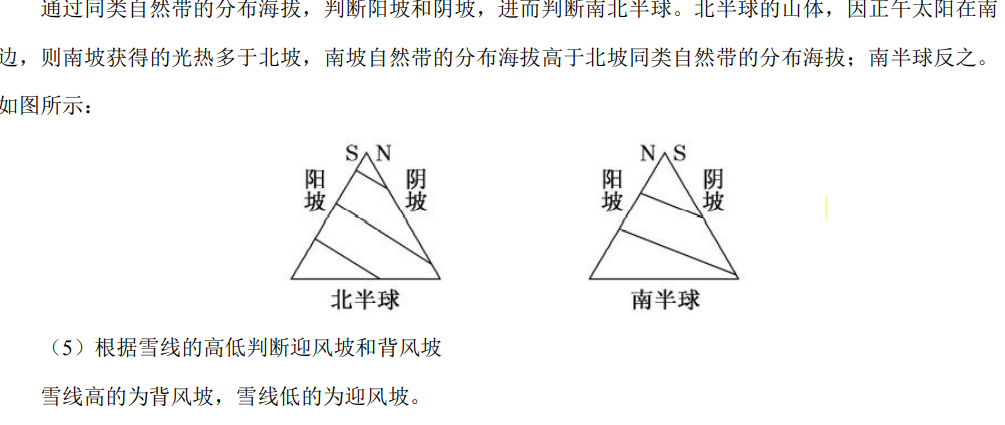 通过同类自然带的分布海拔，判断阳坡和阴坡，进而判断南北半球。北半球的山体，因正午太阳在南
边，则南坡获得的光热多于北坡，南坡自然带的分布海拔高于北坡同类自然带的分布海拔；南半球反之。
如图所示：
S N
阳坡
阴坡
北半球
N S
阳坡
阴坡
南半球
（5）根据雪线的高低判断迎风坡和背风坡
雪线高的为背风坡，雪线低的为迎风坡。